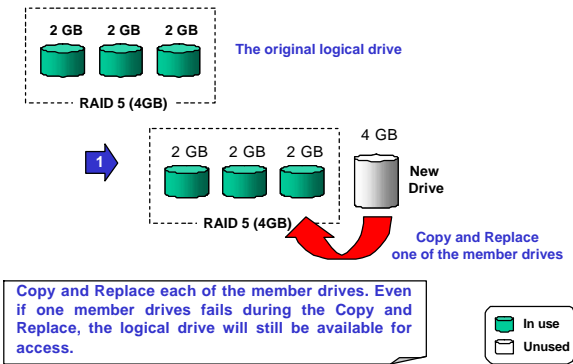 2 GB 2 GB 2 GB
The original logical drive
RAID 5 (4GB)
1
2 GB 2 GB 2 GB
4 GB
New
Drive
RAID 5 (4GB)
Copy and Replace
one of the member drives
Copy and Replace each of the member drives. Even
if one member drives fails during the Copy and
Replace, the logical drive will still be available for
access.
In use
Unused